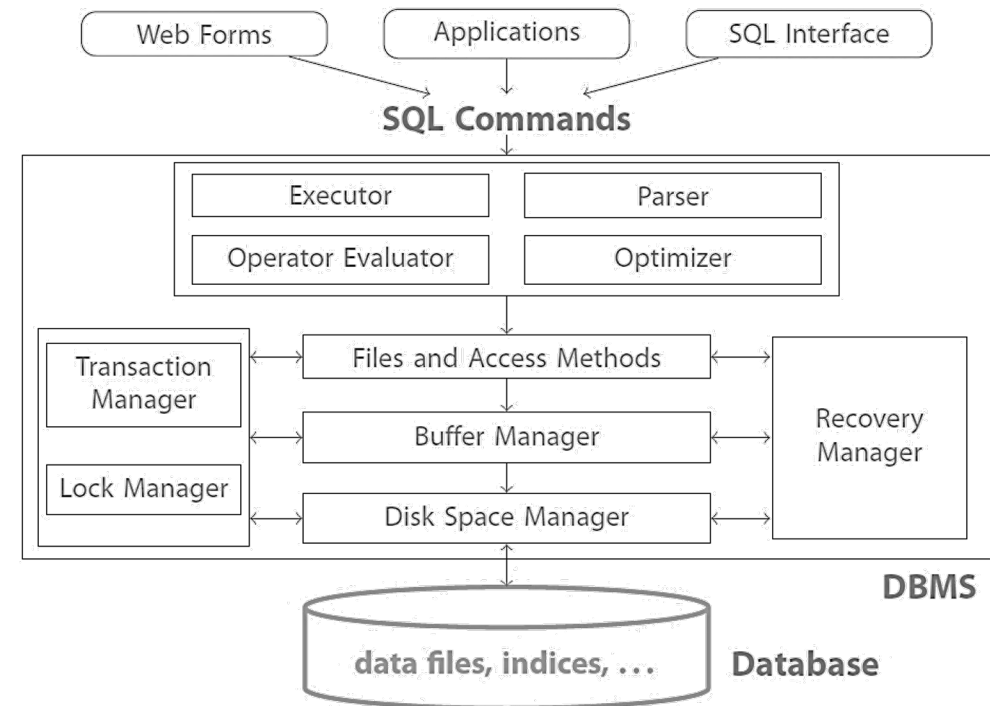 Web Forms
Applications
SQL Interface
SQL Commands
Executor
Parser
Operator Evaluator
Optimizer
Transaction
Manager
Lock Manager
Files and Access Methods
Buffer Manager
Disk Space Manager
Recovery
Manager
DBMS
data files, indices, . . .
Database